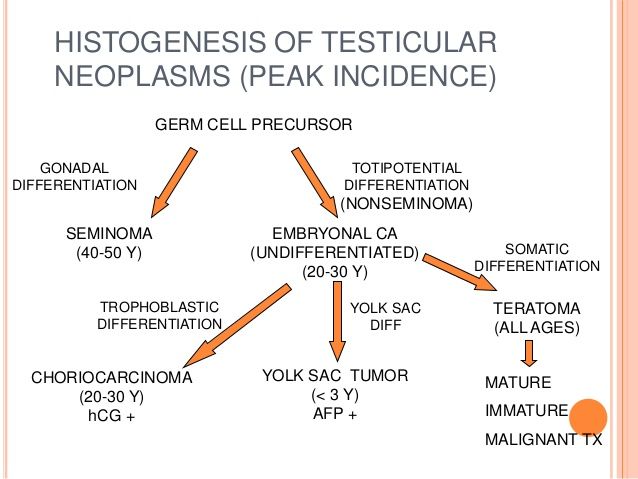 HISTOGENESIS OF TESTICULAR
NEOPLASMS (PEAK INCIDENCE)
GERM CELL PRECURSOR
GONADAL
DIFFERENTIATION
TOTIPOTENTIAL
DIFFERENTIATION
(NONSEMINOMA)
SEMINOMA
(40-50 Y)
EMBRYONAL CA
(UNDIFFERENTIATED)
(20-30 Y)
SOMATIC
DIFFERENTIATION
TROPHOBLASTIC
DIFFERENTIATION
YOLK SAC
DIFF
TERATOMA
(ALL AGES)
CHORIOCARCINOMA
(20-30 Y)
hCG +
YOLK SAC TUMOR
(< 3 Y)
AFP +
MATURE
IMMATURE
MALIGNANT TX